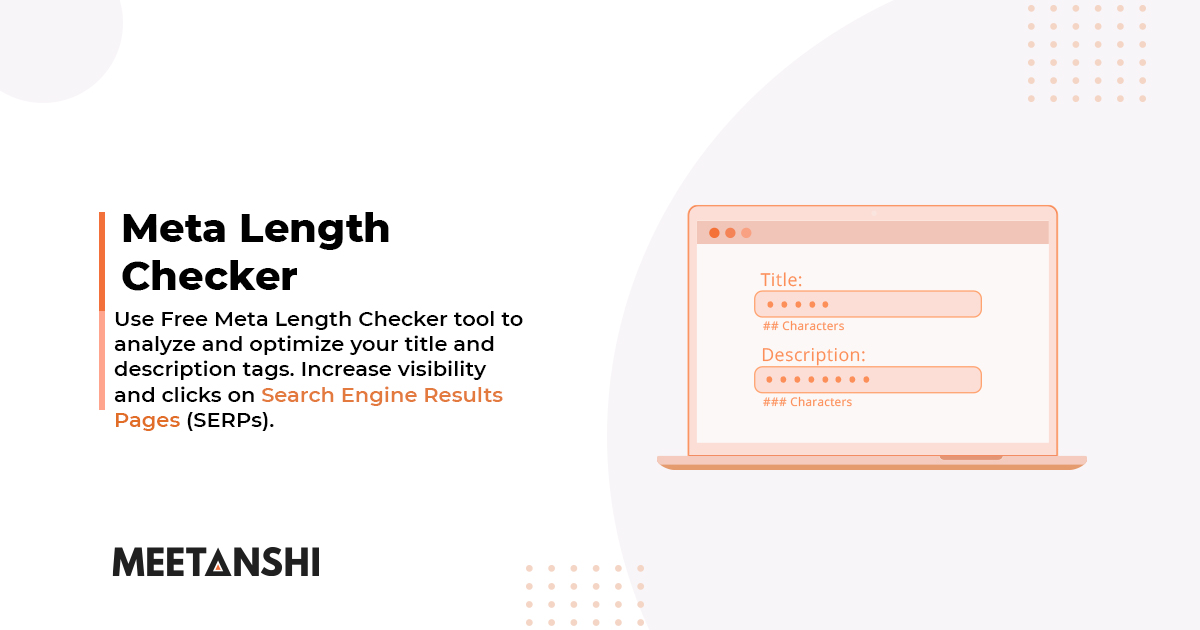 Meta Length
Checker
Use Free Meta Length Checker tool to
analyze and optimize your title and
description tags. Increase visibility
and clicks on Search Engine Results
Pages (SERPs).
MEETANSHI
Title:
## Characters
Description:
### Characters